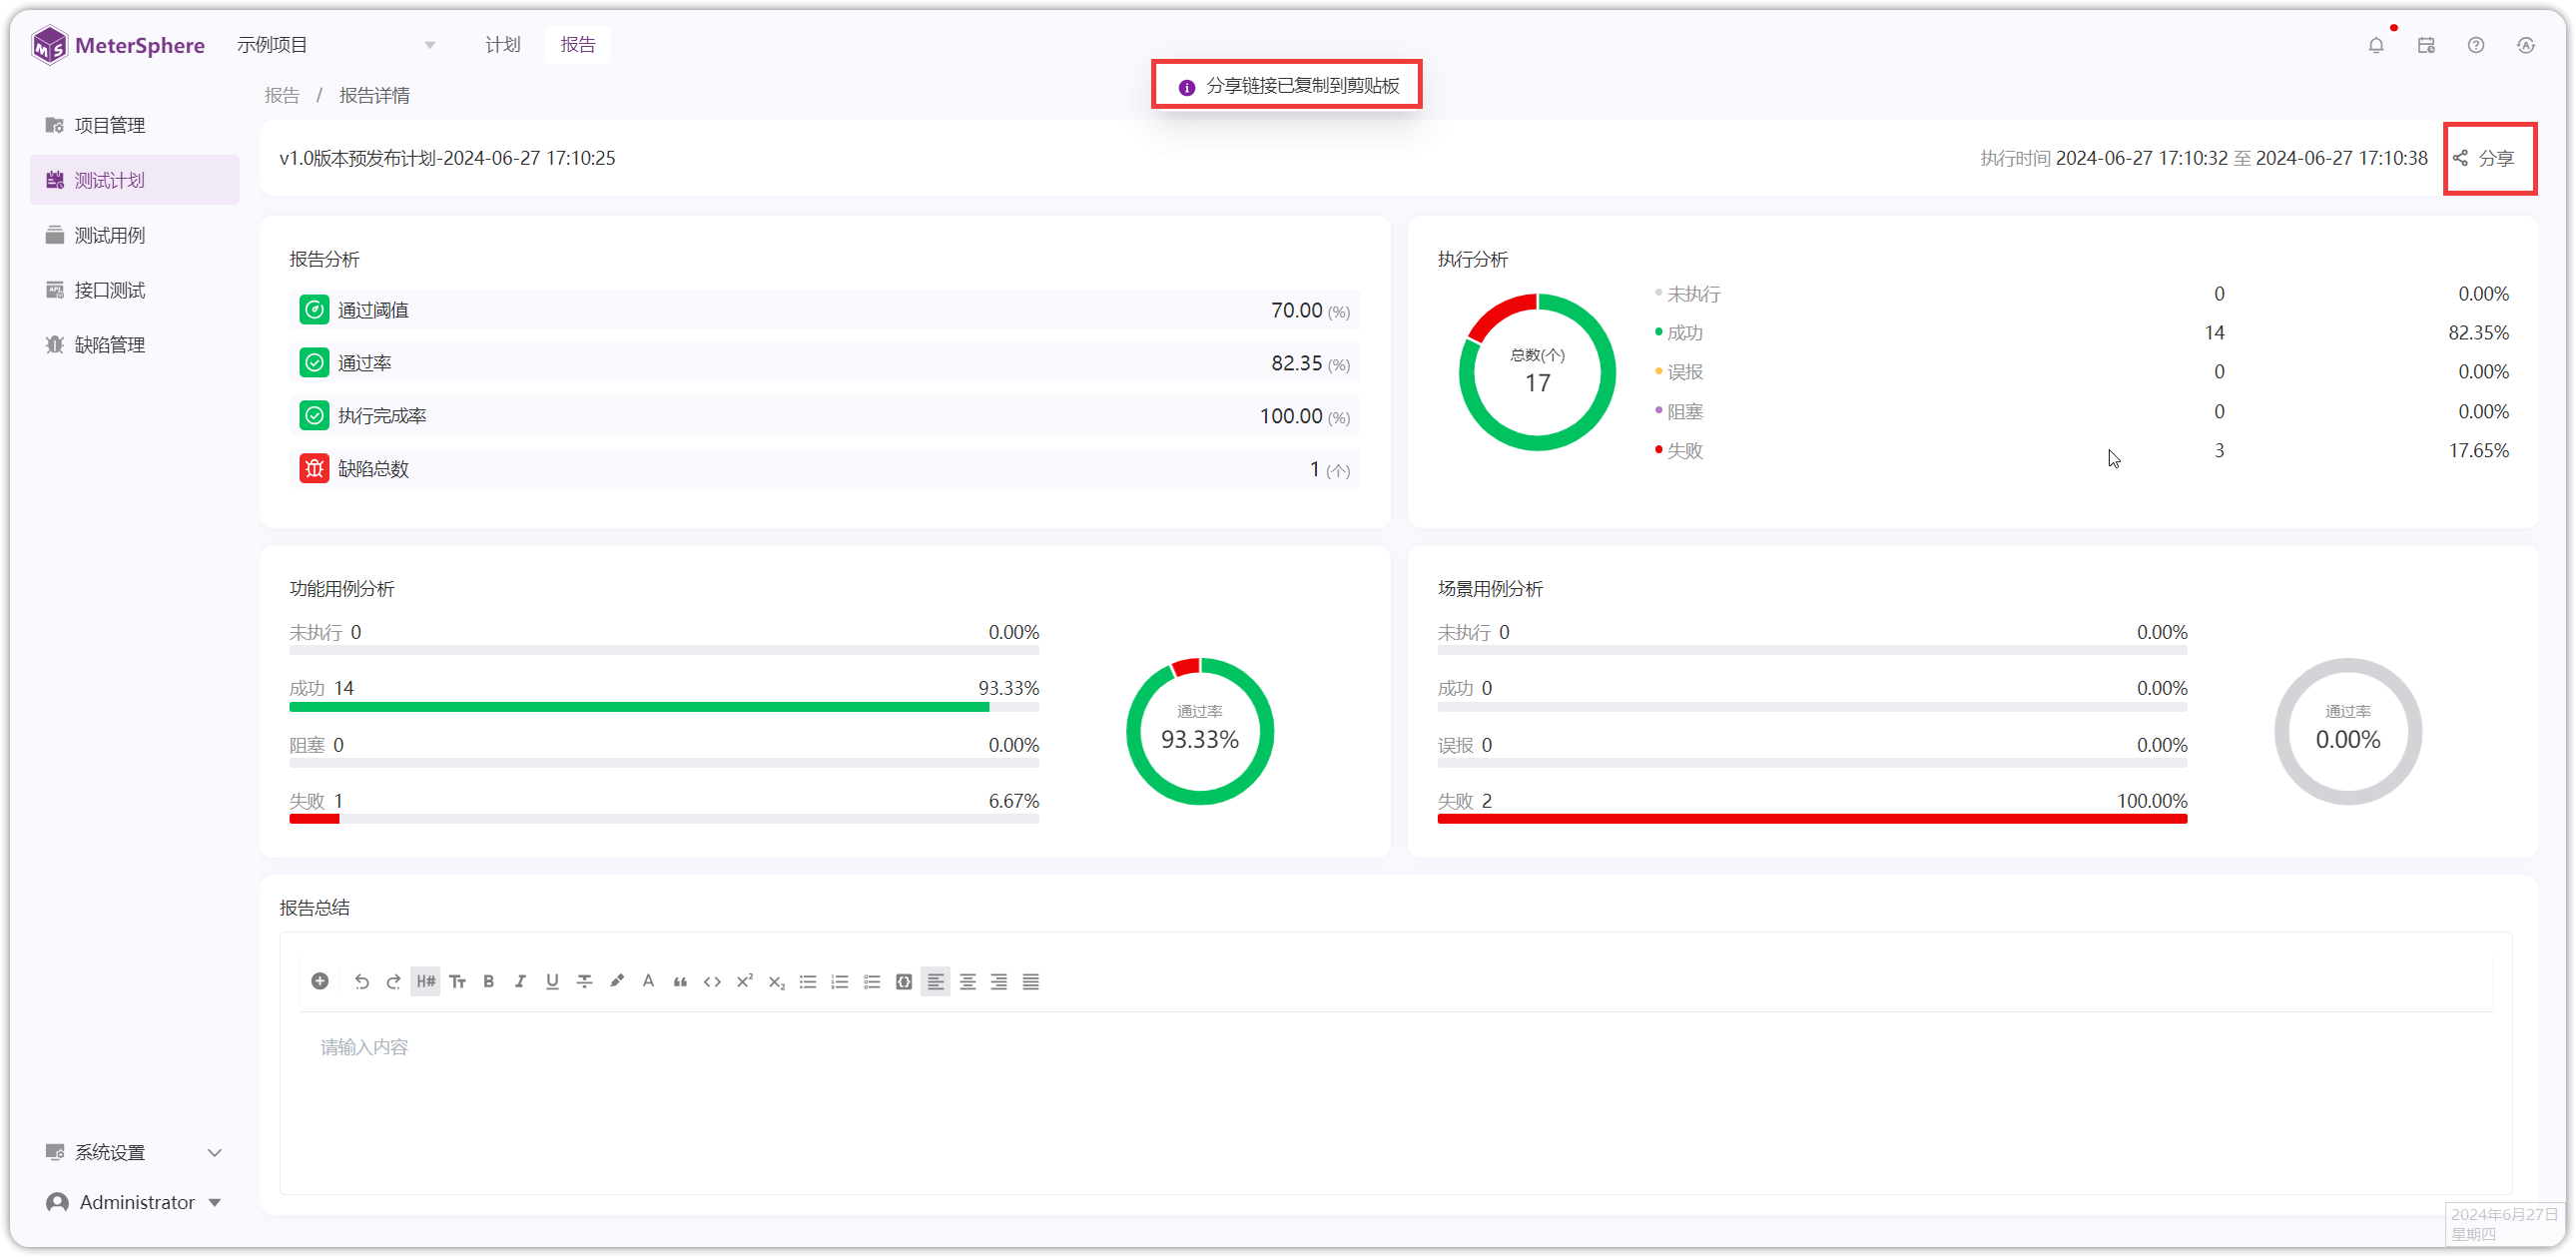 MeterSphere 示例项目 计划 报告
分享链接已复制到剪贴板
报告 / 报告详情
项目管理
测试计划
测试用例
接口测试
缺陷管理
v1.0版本预发布计划-2024-06-27 17:10:25 执行时间 2024-06-27 17:10:32 至 2024-06-27 17:10:38 分享
报告分析
通过阈值 70.00 (%)
通过率 82.35 (%)
执行完成率 100.00 (%)
缺陷总数 1 (个)
执行分析
总数(个)
17
未执行 0 0.00%
成功 14 82.35%
误报 0 0.00%
阻塞 0 0.00%
失败 3 17.65%
功能用例分析
未执行 0 0.00%
成功 14 93.33%
阻塞 0 0.00%
失败 1 6.67%
通过率
93.33%
场景用例分析
未执行 0 0.00%
成功 0 0.00%
误报 0 0.00%
失败 2 100.00%
通过率
0.00%
报告总结
H# Tт B I U A “ <> x² x₂
请输入内容
系统设置
Administrator
2024年6月27日
星期四